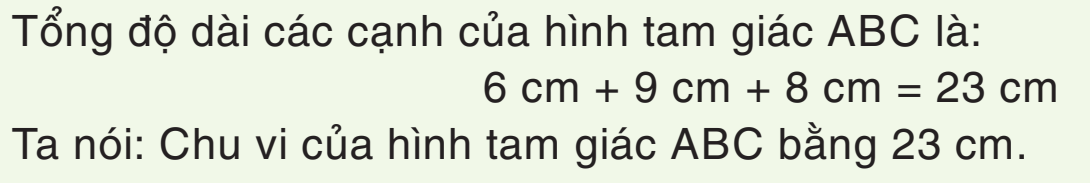 Tổng độ dài các cạnh của hình tam giác ABC là:
6 cm + 9 cm + 8 cm = 23 cm
Ta nói: Chu vi của hình tam giác ABC bằng 23 cm.